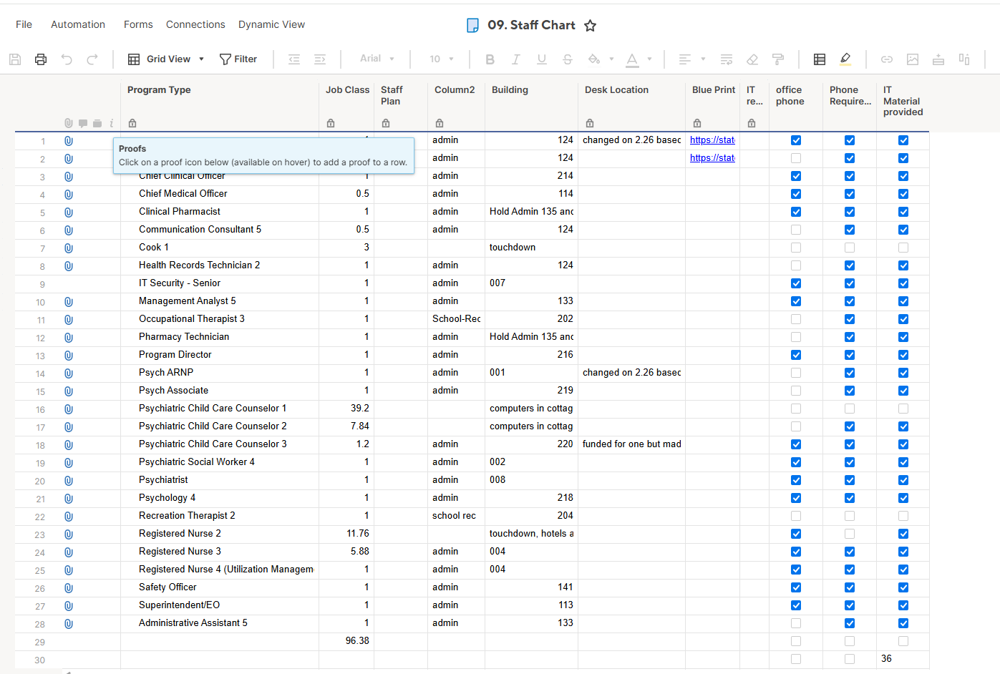 File Automation Forms Connections Dynamic View 09. Staff Chart
Grid View Filter Arial 10 B I U S A
Program Type Job Class Staff Plan Column2 Building Desk Location Blue Print IT re... office phone Phone Require... IT Material provided
Proofs
Click on a proof icon below (available on hover) to add a proof to a row.
1 admin 124 changed on 2.26 basec https://stat
2 admin 124 https://stat
3 Chief Clinical Officer 1 admin 214
4 Chief Medical Officer 0.5 admin 114
5 Clinical Pharmacist 1 admin Hold Admin 135 and
6 Communication Consultant 5 0.5 admin 124
7 Cook 1 3 touchdown
8 Health Records Technician 2 1 admin 124
9 IT Security - Senior 1 admin 007
10 Management Analyst 5 1 admin 133
11 Occupational Therapist 3 1 School-Rec 202
12 Pharmacy Technician 1 admin Hold Admin 135 and
13 Program Director 1 admin 216
14 Psych ARNP 1 admin 001 changed on 2.26 basec
15 Psych Associate 1 admin 219
16 Psychiatric Child Care Counselor 1 39.2 computers in cottag
17 Psychiatric Child Care Counselor 2 7.84 computers in cottag
18 Psychiatric Child Care Counselor 3 1.2 admin 220 funded for one but mad
19 Psychiatric Social Worker 4 1 admin 002
20 Psychiatrist 1 admin 008
21 Psychology 4 1 admin 218
22 Recreation Therapist 2 1 school rec 204
23 Registered Nurse 2 11.76 touchdown, hotels a
24 Registered Nurse 3 5.88 admin 004
25 Registered Nurse 4 (Utilization Managem 1 admin 004
26 Safety Officer 1 admin 141
27 Superintendent/EO 1 admin 113
28 Administrative Assistant 5 1 admin 133
29 96.38
30 36